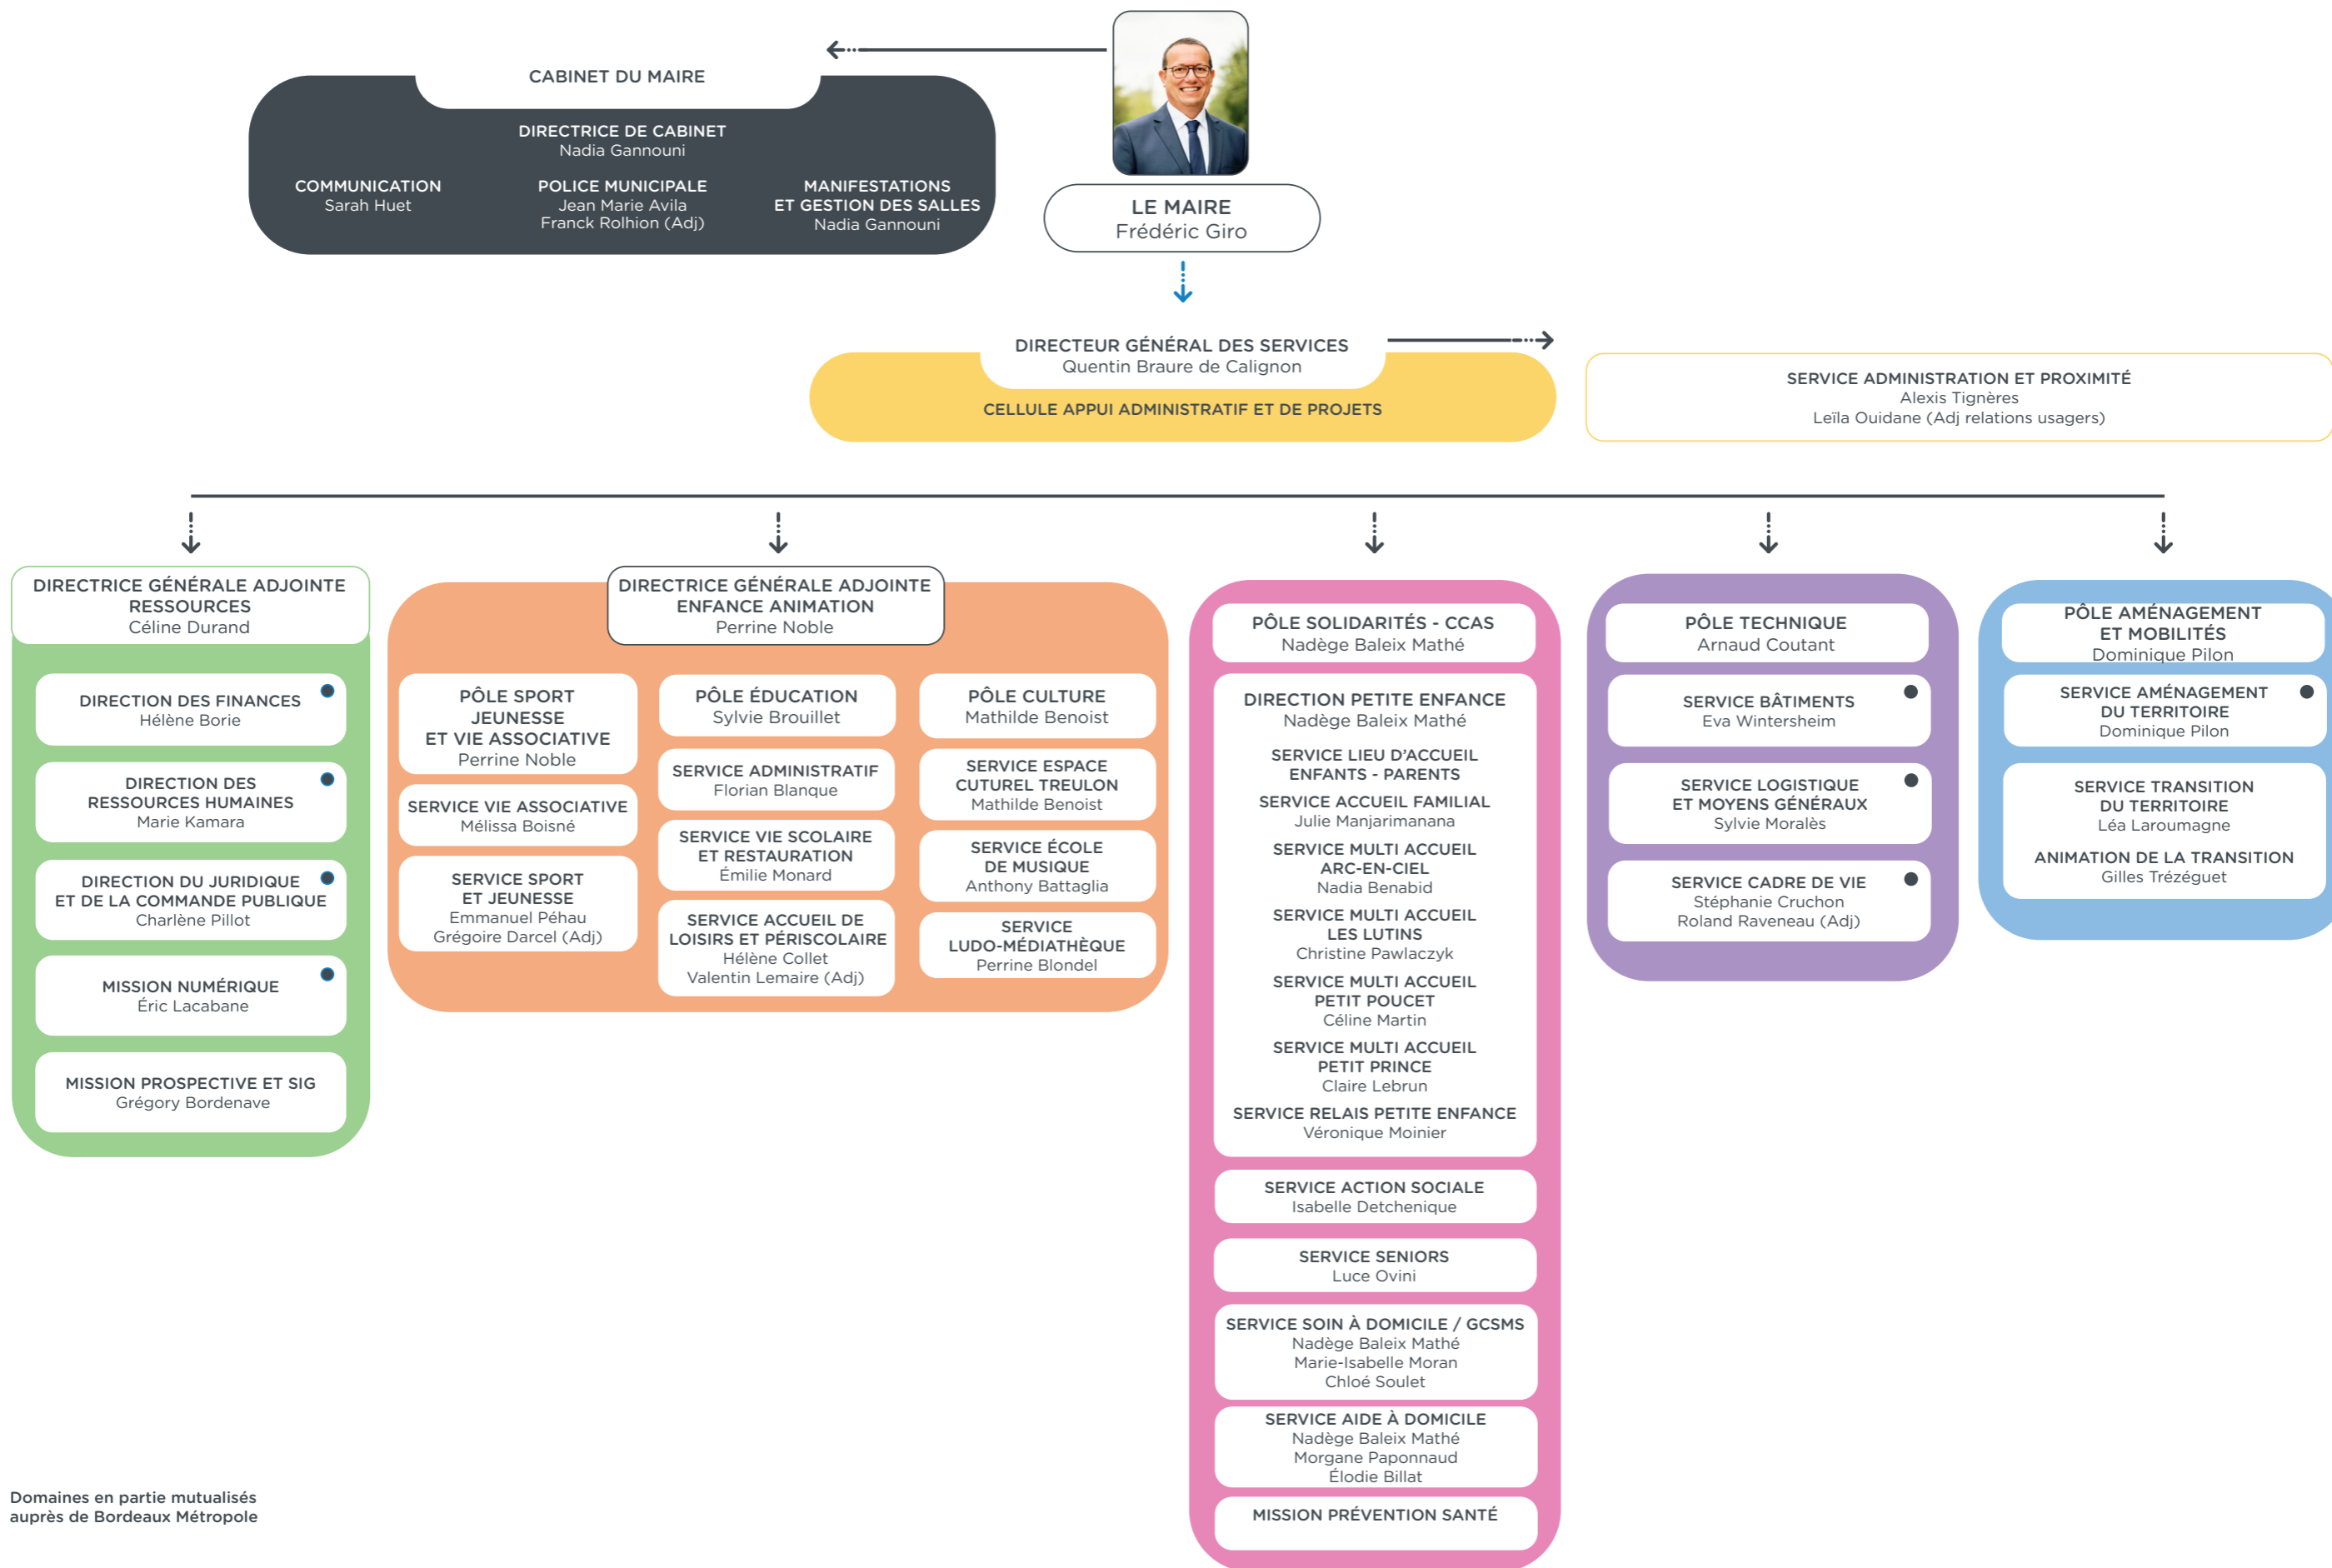 CABINET DU MAIRE
DIRECTRICE DE CABINET
Nadia Gannouni
COMMUNICATION
Sarah Huet
POLICE MUNICIPALE
Jean Marie Avila
Franck Rolhion (Adj)
MANIFESTATIONS
ET GESTION DES SALLES
Nadia Gannouni
LE MAIRE
Frédéric Giro
DIRECTEUR GÉNÉRAL DES SERVICES
Quentin Braure de Calignon
CELLULE APPUI ADMINISTRATIF ET DE PROJETS
SERVICE ADMINISTRATION ET PROXIMITÉ
Alexis Tignères
Leïla Ouidane (Adj relations usagers)
DIRECTRICE GÉNÉRALE ADJOINTE
RESSOURCES
Céline Durand
DIRECTION DES FINANCES
Hélène Borie
DIRECTION DES
RESSOURCES HUMAINES
Marie Kamara
DIRECTION DU JURIDIQUE
ET DE LA COMMANDE PUBLIQUE
Charlène Pillot
MISSION NUMÉRIQUE
Éric Lacabane
MISSION PROSPECTIVE ET SIG
Grégory Bordenave
DIRECTRICE GÉNÉRALE ADJOINTE
ENFANCE ANIMATION
Perrine Noble
PÔLE SPORT
JEUNESSE
ET VIE ASSOCIATIVE
Perrine Noble
SERVICE VIE ASSOCIATIVE
Mélissa Boisné
SERVICE SPORT
ET JEUNESSE
Emmanuel Péhau
Grégoire Darcel (Adj)
PÔLE ÉDUCATION
Sylvie Brouillet
SERVICE ADMINISTRATIF
Florian Blanque
SERVICE VIE SCOLAIRE
ET RESTAURATION
Émilie Monard
SERVICE ACCUEIL DE
LOISIRS ET PÉRISCOLAIRE
Hélène Collet
Valentin Lemaire (Adj)
PÔLE CULTURE
Mathilde Benoist
SERVICE ESPACE
CUTUREL TREULON
Mathilde Benoist
SERVICE ÉCOLE
DE MUSIQUE
Anthony Battaglia
SERVICE
LUDO-MÉDIATHÈQUE
Perrine Blondel
PÔLE SOLIDARITÉS - CCAS
Nadège Baleix Mathé
DIRECTION PETITE ENFANCE
Nadège Baleix Mathé
SERVICE LIEU D'ACCUEIL
ENFANTS - PARENTS
SERVICE ACCUEIL FAMILIAL
Julie Manjarimanana
SERVICE MULTI ACCUEIL
ARC-EN-CIEL
Nadia Benabid
SERVICE MULTI ACCUEIL
LES LUTINS
Christine Pawlaczyk
SERVICE MULTI ACCUEIL
PETIT POUCET
Céline Martin
SERVICE MULTI ACCUEIL
PETIT PRINCE
Claire Lebrun
SERVICE RELAIS PETITE ENFANCE
Véronique Moinier
SERVICE ACTION SOCIALE
Isabelle Detchenique
SERVICE SENIORS
Luce Ovini
SERVICE SOIN À DOMICILE / GCSMS
Nadège Baleix Mathé
Marie-Isabelle Moran
Chloé Soulet
SERVICE AIDE À DOMICILE
Nadège Baleix Mathé
Morgane Paponnaud
Élodie Billat
MISSION PRÉVENTION SANTÉ
PÔLE TECHNIQUE
Arnaud Coutant
SERVICE BÂTIMENTS
Eva Wintersheim
SERVICE LOGISTIQUE
ET MOYENS GÉNÉRAUX
Sylvie Moralès
SERVICE CADRE DE VIE
Stéphanie Cruchon
Roland Raveneau (Adj)
PÔLE AMÉNAGEMENT
ET MOBILITÉS
Dominique Pilon
SERVICE AMÉNAGEMENT
DU TERRITOIRE
Dominique Pilon
SERVICE TRANSITION
DU TERRITOIRE
Léa Laroumagne
ANIMATION DE LA TRANSITION
Gilles Trézéguet
Domaines en partie mutualisés
auprès de Bordeaux Métropole